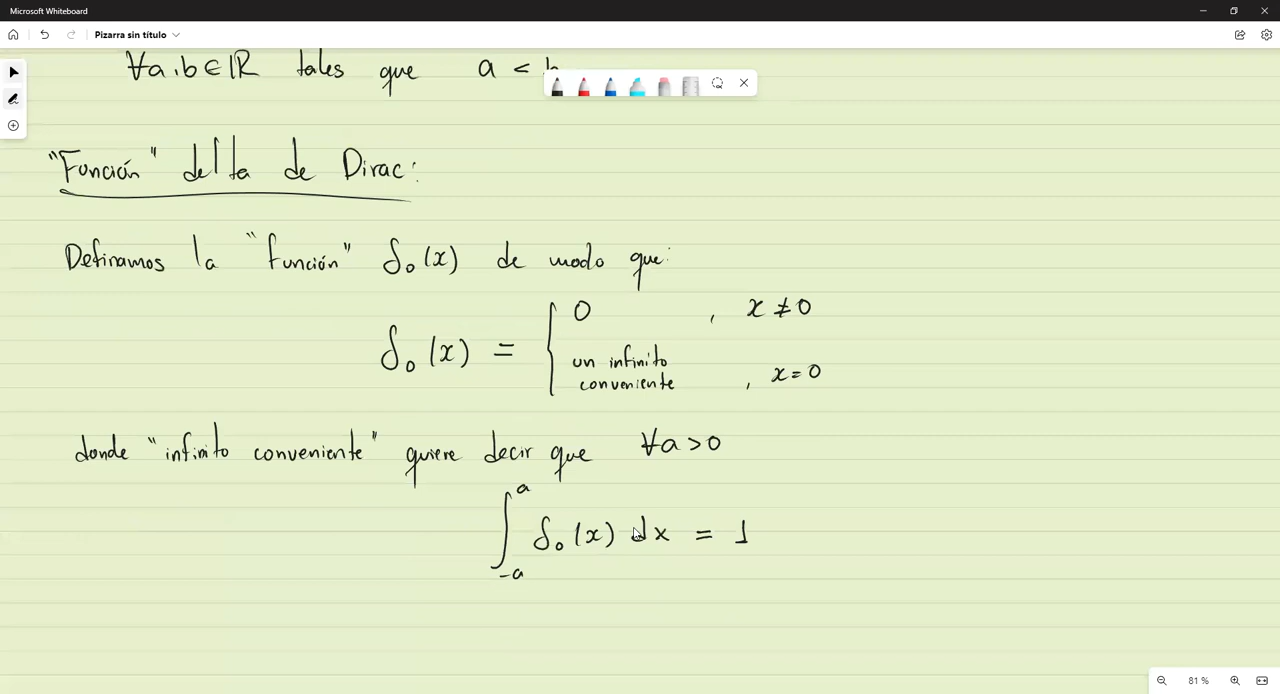 Microsoft Whiteboard
Pizarra sin título
∀a,b∈ℝ tales que a <
"Función" delta de Dirac:
Definamos la "función" δ₀(x) de modo que:
δ₀(x) = { 0 , x ≠ 0
un infinito conveniente , x = 0
donde "infinito conveniente" quiere decir que ∀a > 0
∫₋ₐᵃ δ₀(x) dx = 1
81 %